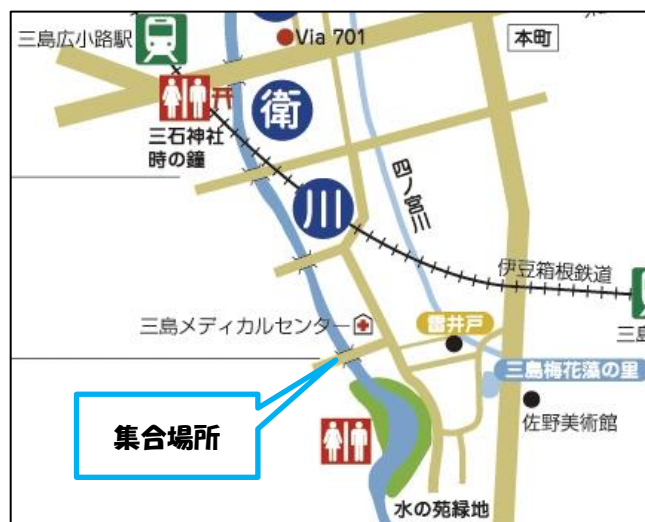 三島広小路駅
Via 701
本町
衛
三石神社
時の鐘
川
四ノ宮川
伊豆箱根鉄道
三島メディカルセンター
雷井戸
三島梅花藻の里
集合場所
佐野美術館
水の苑緑地